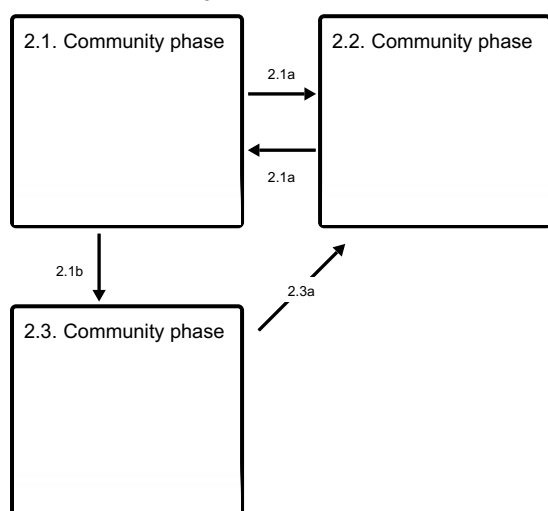 2.1. Community phase
2.2. Community phase
2.1a
2.1a
2.1b
2.3a
2.3. Community phase